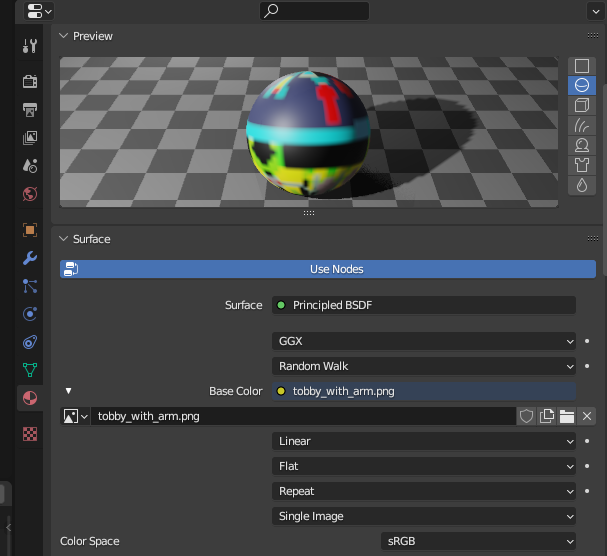 Preview
Surface
Use Nodes
Surface Principled BSDF
GGX
Random Walk
Base Color tobby_with_arm.png
tobby_with_arm.png
Linear
Flat
Repeat
Single Image
Color Space sRGB